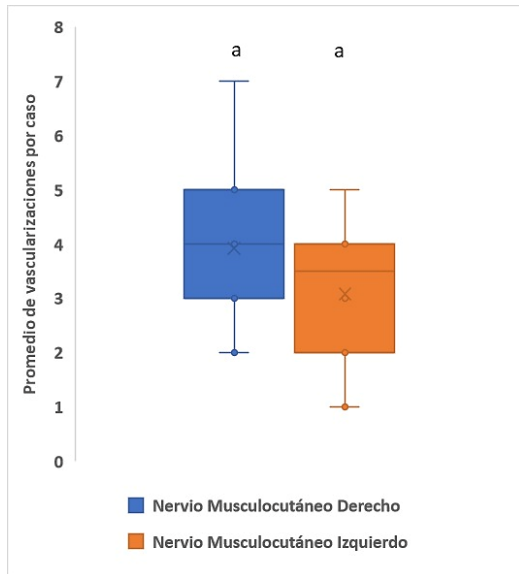 8
a a
7
6
5
4
3
2
1
0
Promedio de vascularizaciones por caso
Nervio Musculocutáneo Derecho
Nervio Musculocutáneo Izquierdo